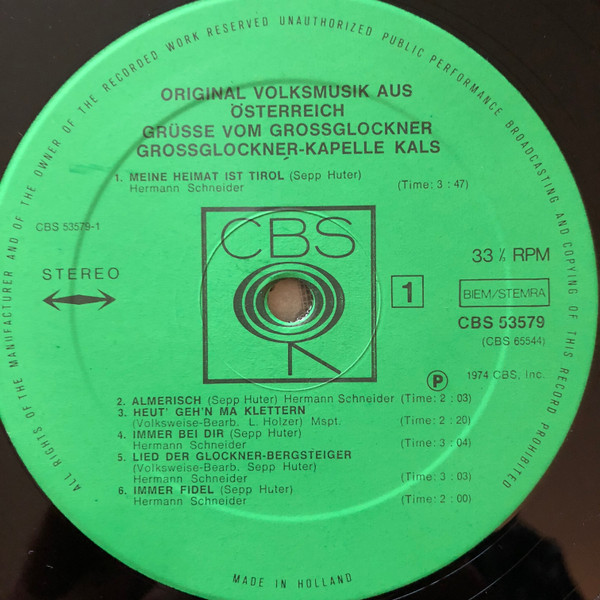 ALL RIGHTS OF THE MANUFACTURER AND OF THE OWNER OF THE RECORDED WORK RESERVED UNAUTHORIZED PUBLIC PERFORMANCE BROADCASTING AND COPYING OF THIS RECORD PROHIBITED
ORIGINAL VOLKSMUSIK AUS
ÖSTERREICH
GRÜSSE VOM GROSSGLOCKNER
GROSSGLOCKNER-KAPELLE KALS
1. MEINE HEIMAT IST TIROL (Sepp Huter)
Hermann Schneider (Time: 3 : 47)
CBS 53579-1
CBS
STEREO
33 ⅓ RPM
1
BIEM/STEMRA
CBS 53579
(CBS 65544)
P 1974 CBS, Inc.
2. ALMERISCH (Sepp Huter) Hermann Schneider (Time: 2 : 03)
3. HEUT' GEH'N MA KLETTERN
(Volksweise-Bearb. L. Holzer) Mspt. (Time: 2 : 20)
4. IMMER BEI DIR (Sepp Huter)
Hermann Schneider (Time: 3 : 04)
5. LIED DER GLOCKNER-BERGSTEIGER
(Volksweise-Bearb. Sepp Huter)
Hermann Schneider (Time: 3 : 03)
6. IMMER FIDEL (Sepp Huter)
Hermann Schneider (Time: 2 : 00)
MADE IN HOLLAND